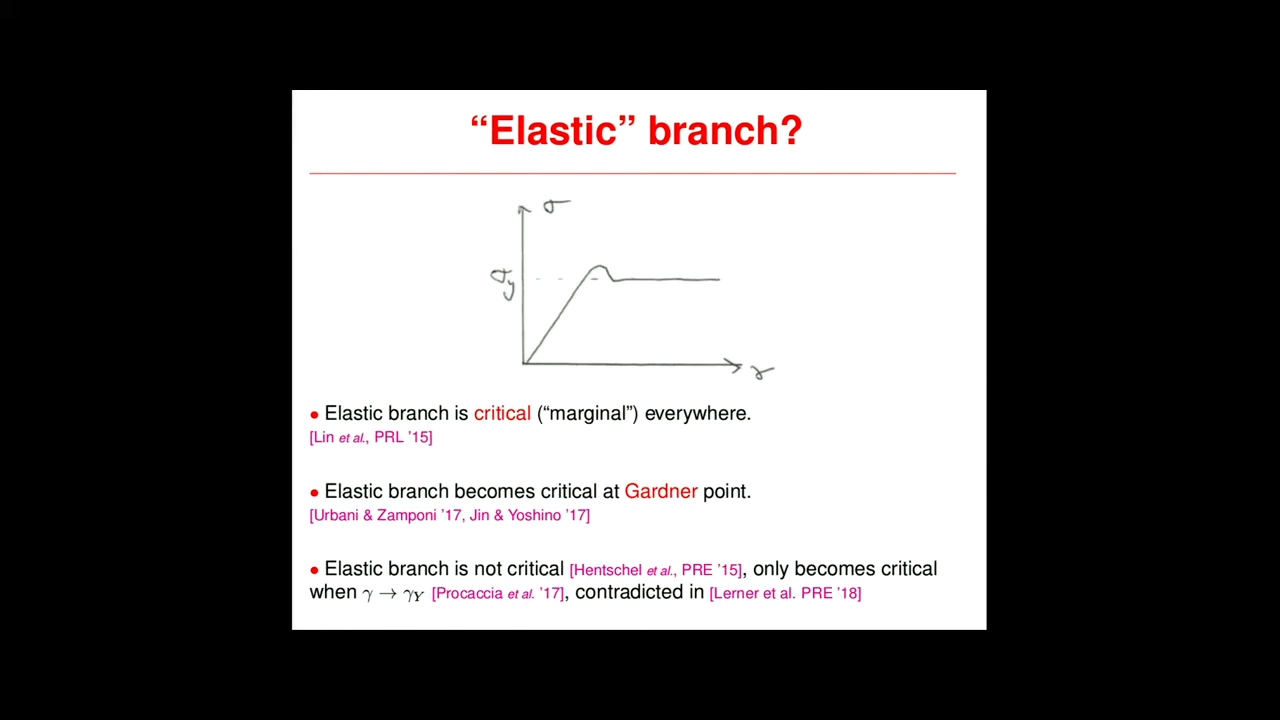 “Elastic” branch?
σ
σy
γ
• Elastic branch is critical (“marginal”) everywhere.
[Lin et al., PRL ’15]
• Elastic branch becomes critical at Gardner point.
[Urbani & Zamponi ’17, Jin & Yoshino ’17]
• Elastic branch is not critical [Hentschel et al., PRE ’15], only becomes critical
when γ → γY [Procaccia et al. ’17], contradicted in [Lerner et al. PRE ’18]